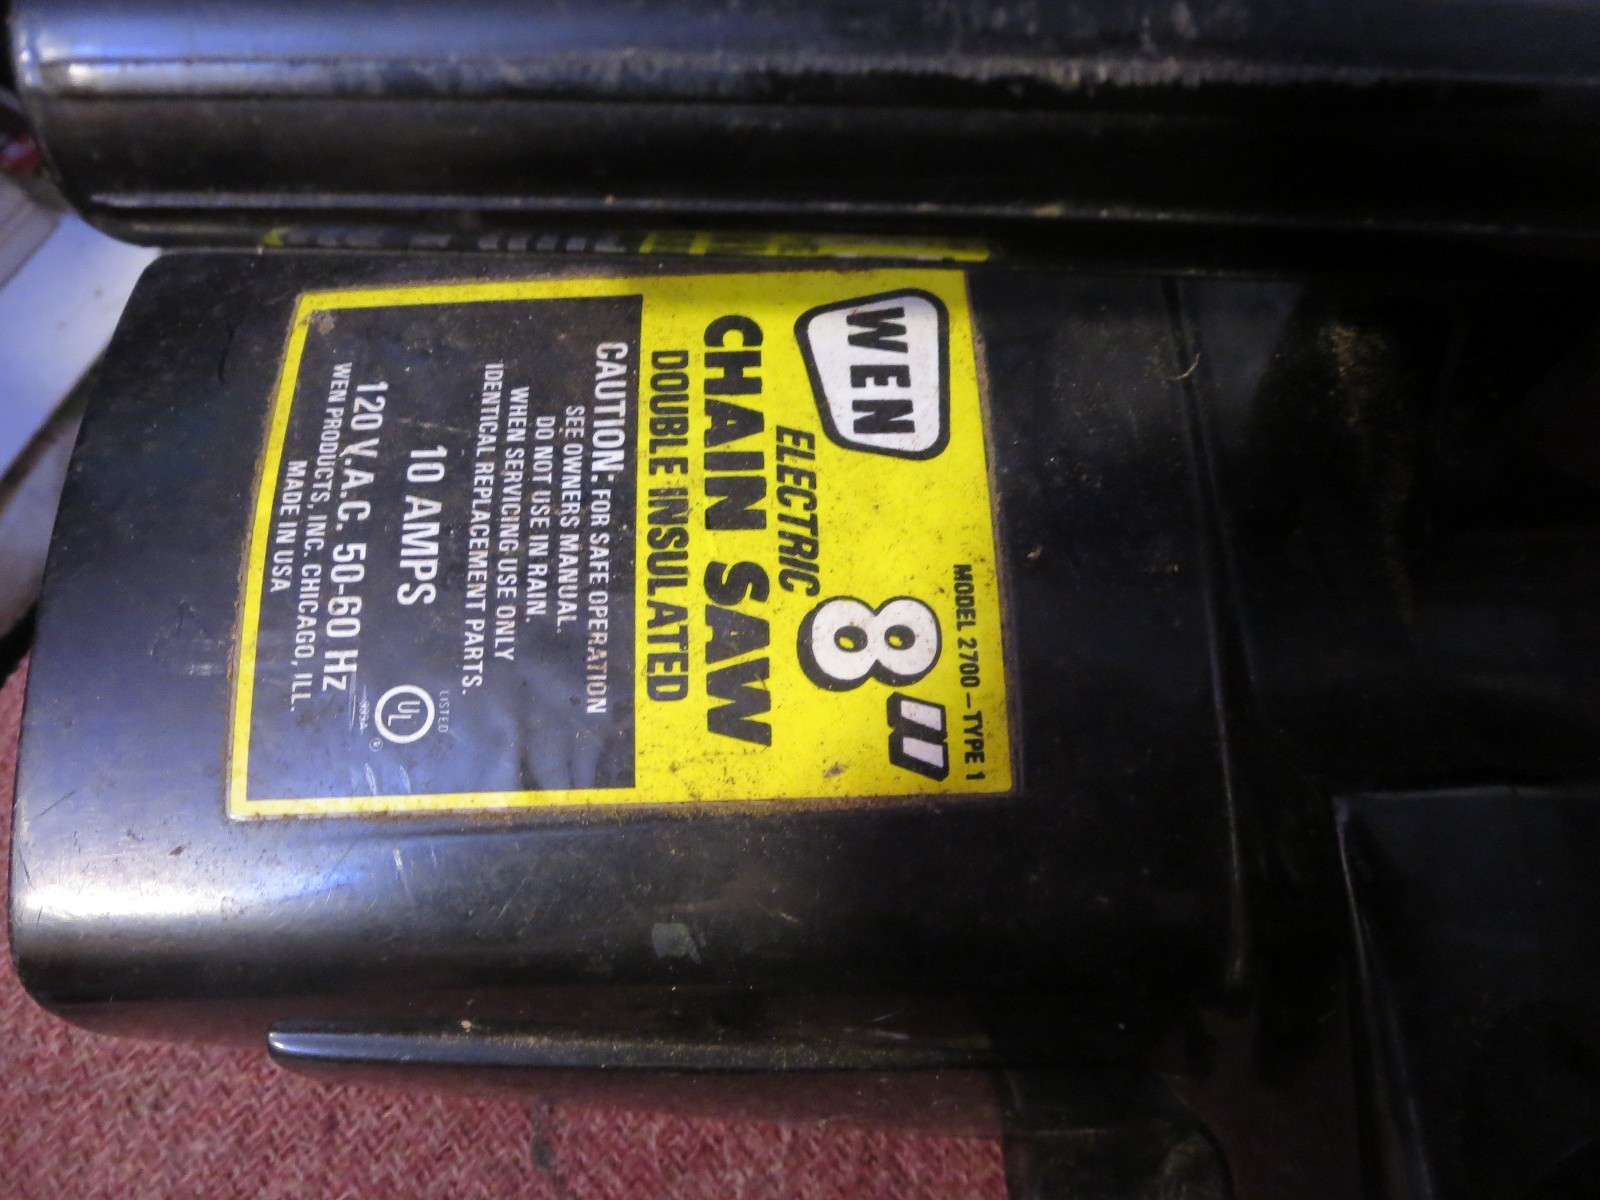 MODEL 2700-TYPE 1
WEN
8"
ELECTRIC
CHAIN SAW
DOUBLE INSULATED
CAUTION: FOR SAFE OPERATION
SEE OWNERS MANUAL.
DO NOT USE IN RAIN.
WHEN SERVICING USE ONLY
IDENTICAL REPLACEMENT PARTS.
10 AMPS
LISTED
UL
®
999A
120 V.A.C. 50-60 HZ
WEN PRODUCTS, INC. CHICAGO, ILL.
MADE IN USA